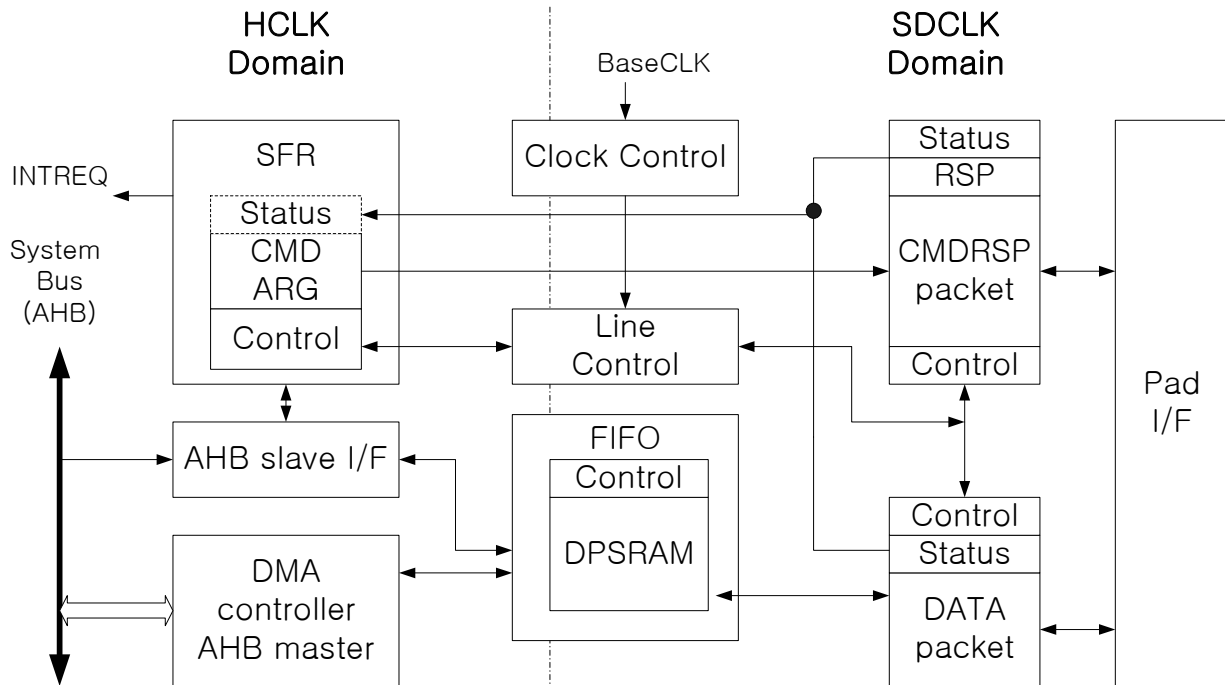 HCLK
Domain
SDCLK
Domain
BaseCLK
SFR
INTREQ
Status
CMD
ARG
Control
System
Bus
(AHB)
Clock Control
Line
Control
Status
RSP
CMDRSP
packet
Control
Pad
I/F
AHB slave I/F
FIFO
Control
DPSRAM
DMA
controller
AHB master
Control
Status
DATA
packet